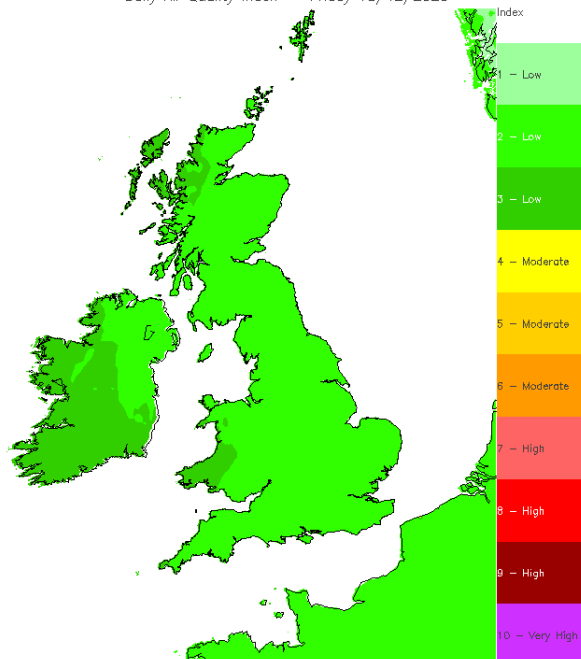 Index
1 - Low
2 - Low
3 - Low
4 - Moderate
5 - Moderate
6 - Moderate
7 - High
8 - High
9 - High
10 - Very High